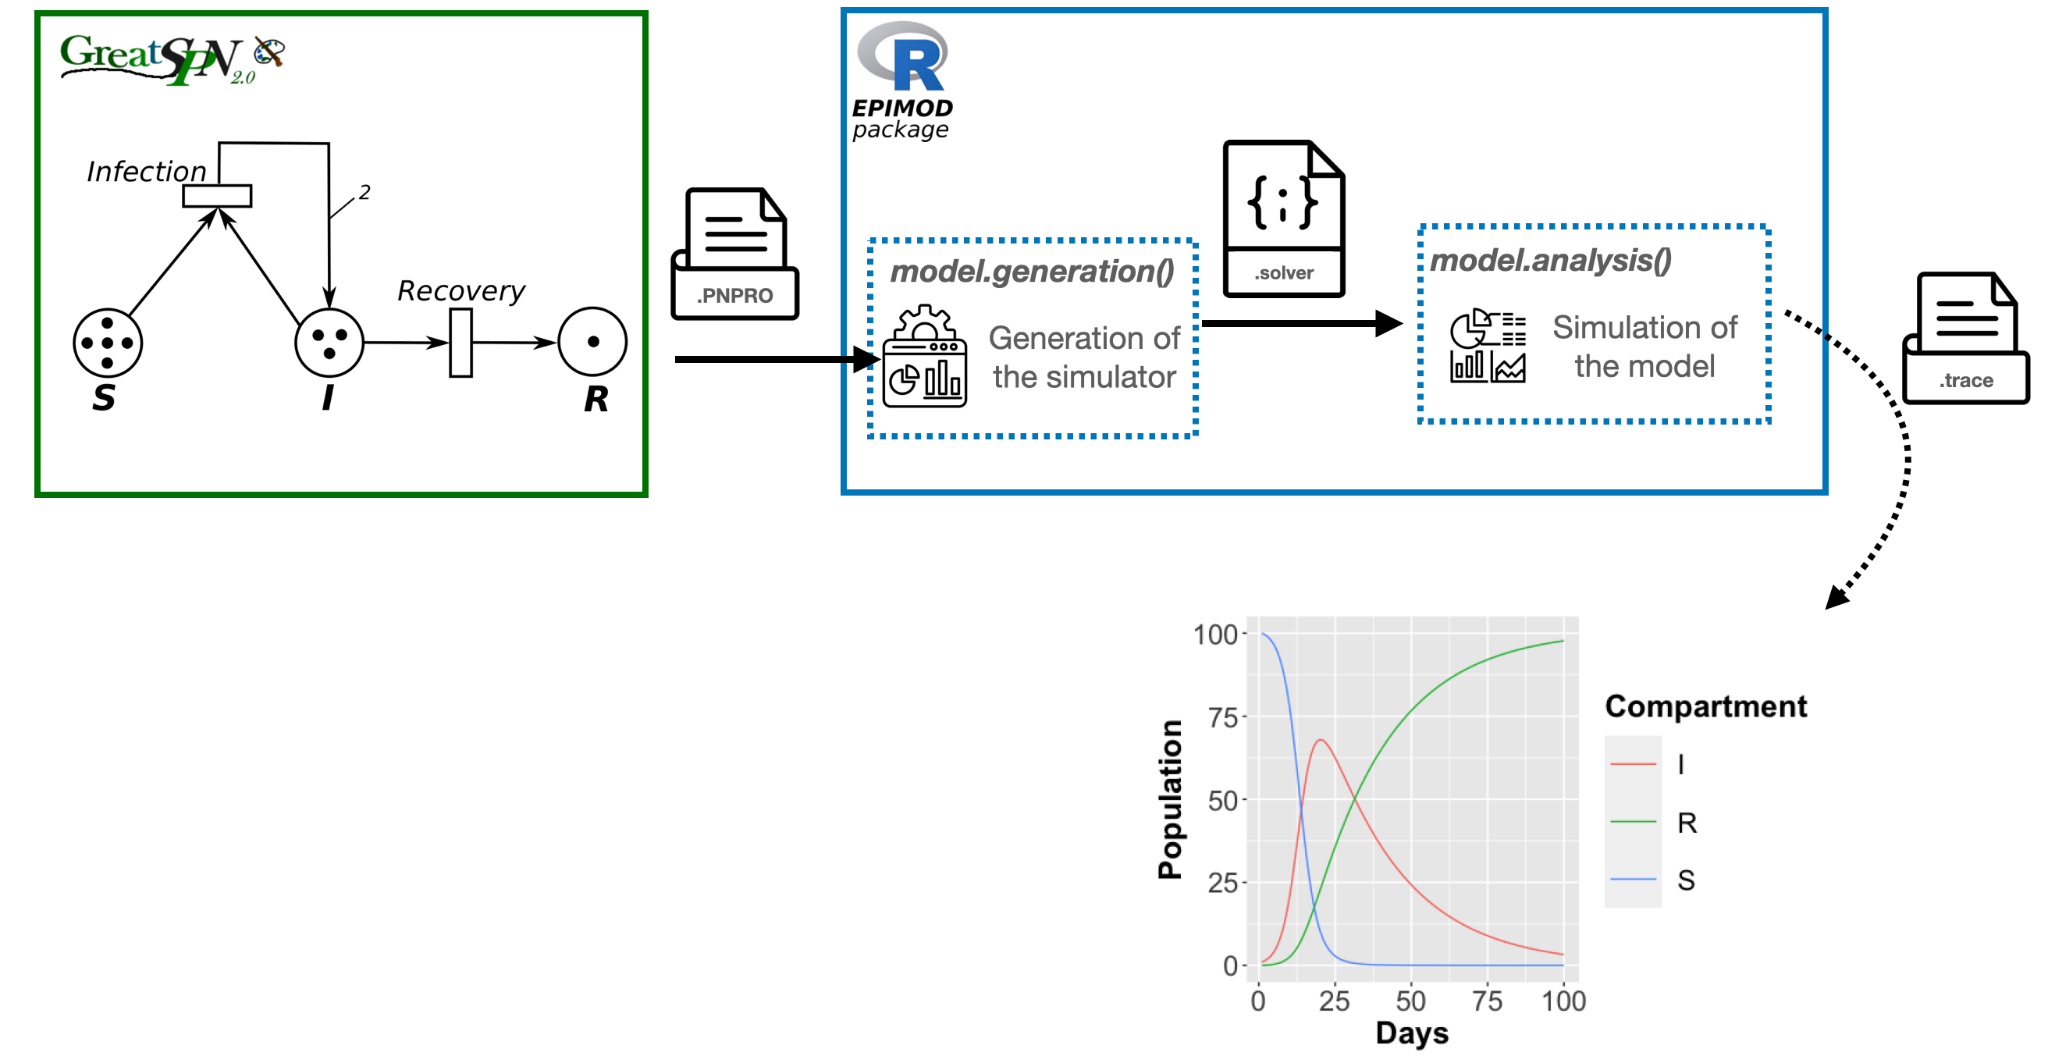 GreatSPN
2.0
Infection
2
Recovery
S
I
R
.PNPRO
R
EPIMOD
package
model.generation()
Generation of
the simulator
{;}
.solver
model.analysis()
Simulation of
the model
.trace
Population
100
75
50
25
0
0 25 50 75 100
Days
Compartment
I
R
S